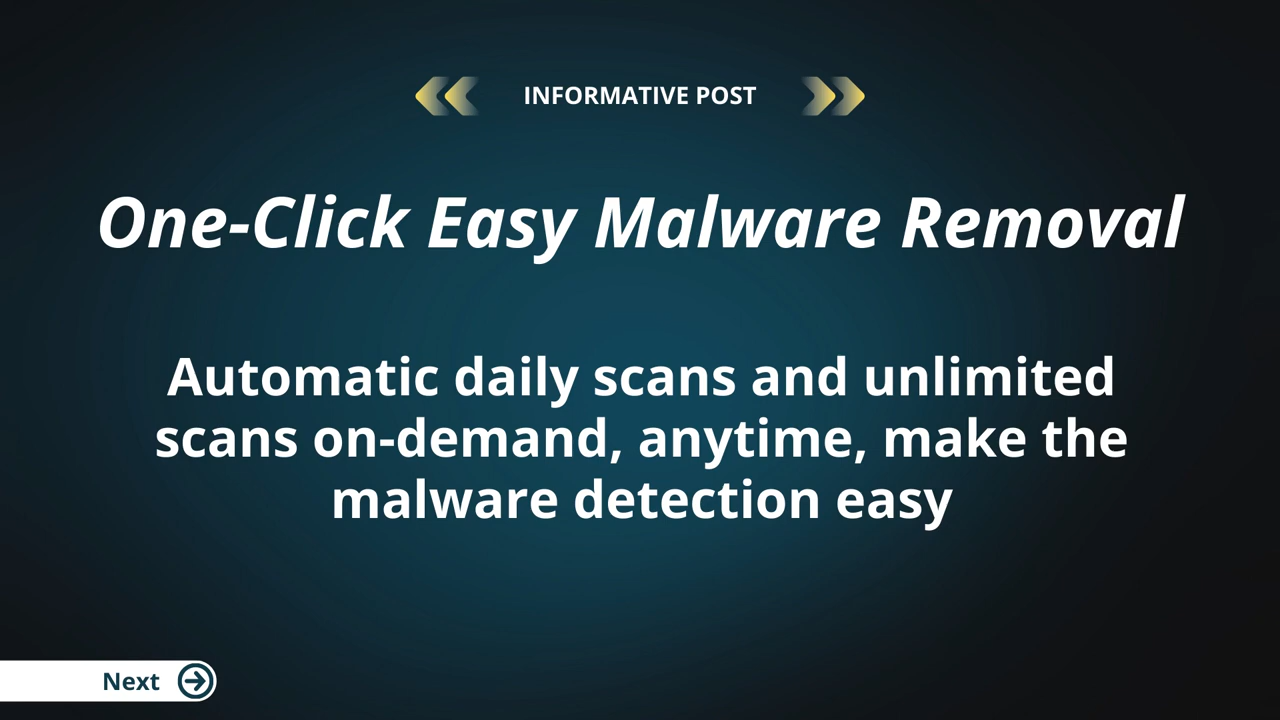 INFORMATIVE POST
One-Click Easy Malware Removal
Automatic daily scans and unlimited
scans on-demand, anytime, make the
malware detection easy
Next